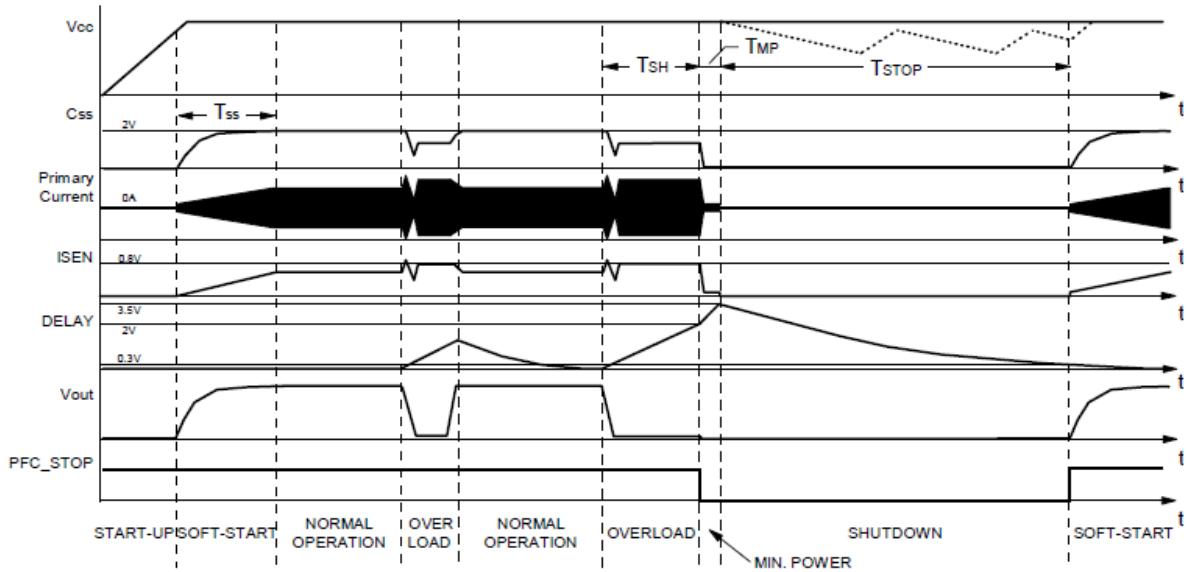 Vcc
t
TSH
TMP
TSTOP
Css
2V
Tss
t
Primary
Current
0A
t
ISEN
0.8V
t
DELAY
3.5V
2V
0.3V
t
Vout
t
PFC_STOP
t
START-UP
SOFT-START
NORMAL
OPERATION
OVER
LOAD
NORMAL
OPERATION
OVERLOAD
MIN. POWER
SHUTDOWN
SOFT-START